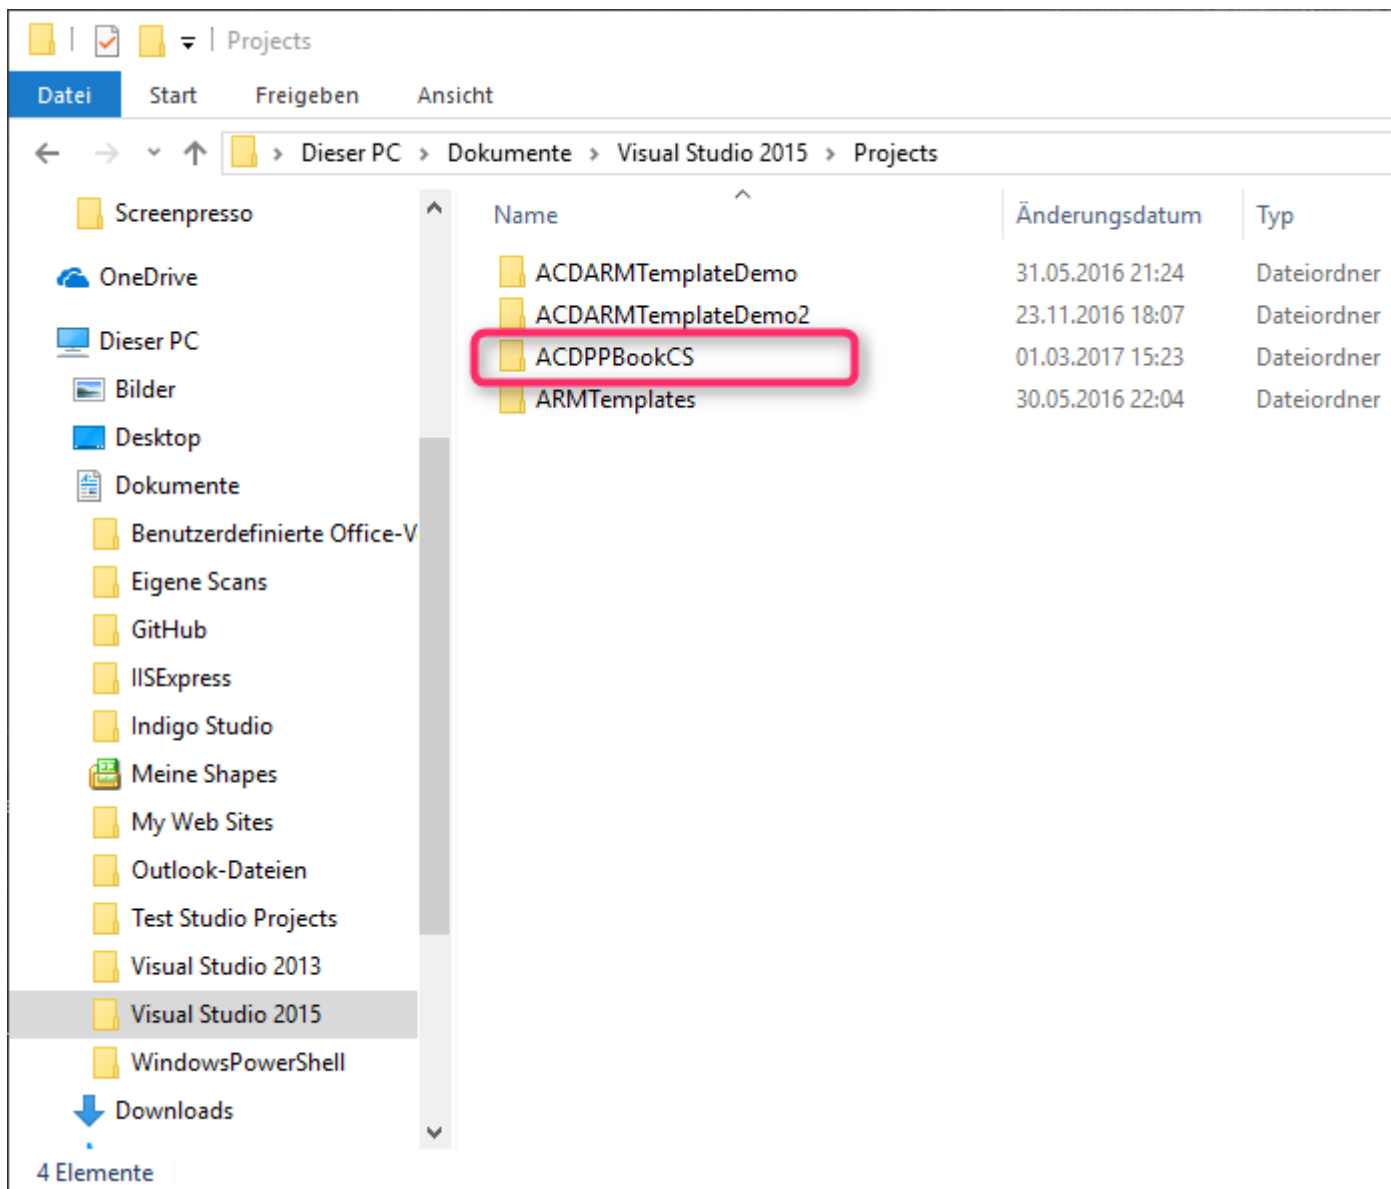 Projects
Datei Start Freigeben Ansicht
Dieser PC Dokumente Visual Studio 2015 Projects
Screenpresso
OneDrive
Dieser PC
Bilder
Desktop
Dokumente
Benutzerdefinierte Office-V
Eigene Scans
GitHub
IISExpress
Indigo Studio
Meine Shapes
My Web Sites
Outlook-Dateien
Test Studio Projects
Visual Studio 2013
Visual Studio 2015
WindowsPowerShell
Downloads
Name Änderungsdatum Typ
ACDARMTemplateDemo 31.05.2016 21:24 Dateiordner
ACDARMTemplateDemo2 23.11.2016 18:07 Dateiordner
ACDPPBookCS 01.03.2017 15:23 Dateiordner
ARMTemplates 30.05.2016 22:04 Dateiordner
4 Elemente